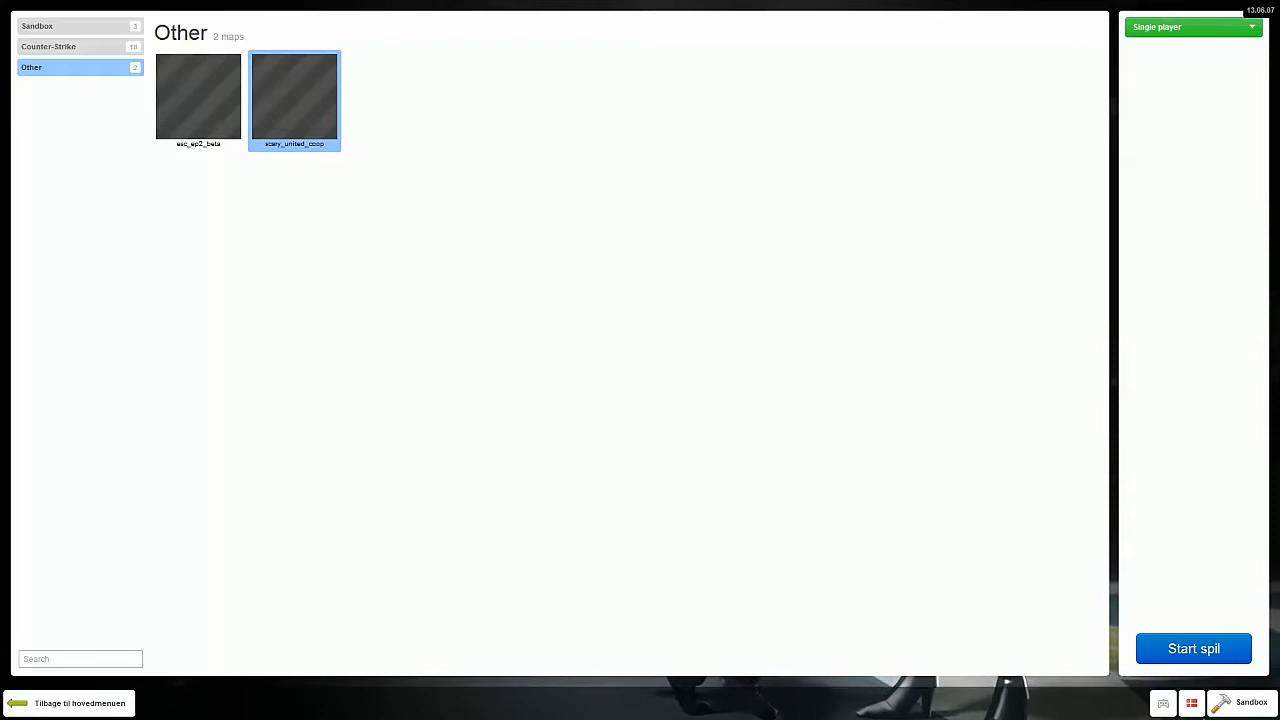 13.06.07
Sandbox 3
Counter-Strike 18
Other 2
Other 2 maps
esc_ep2_beta
scary_united_coop
Single player
Search
Start spil
Tilbage til hovedmenuen
Sandbox